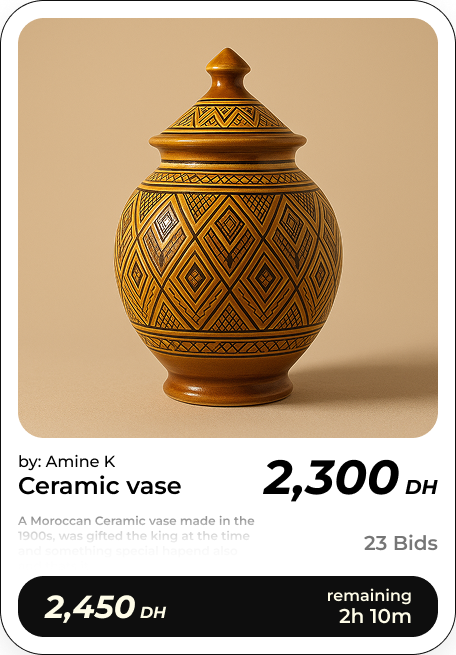 by: Amine K
Ceramic vase
2,300 DH
A Moroccan Ceramic vase made in the
1900s, was gifted the king at the time
and something special
23 Bids
2,450 DH
remaining
2h 10m